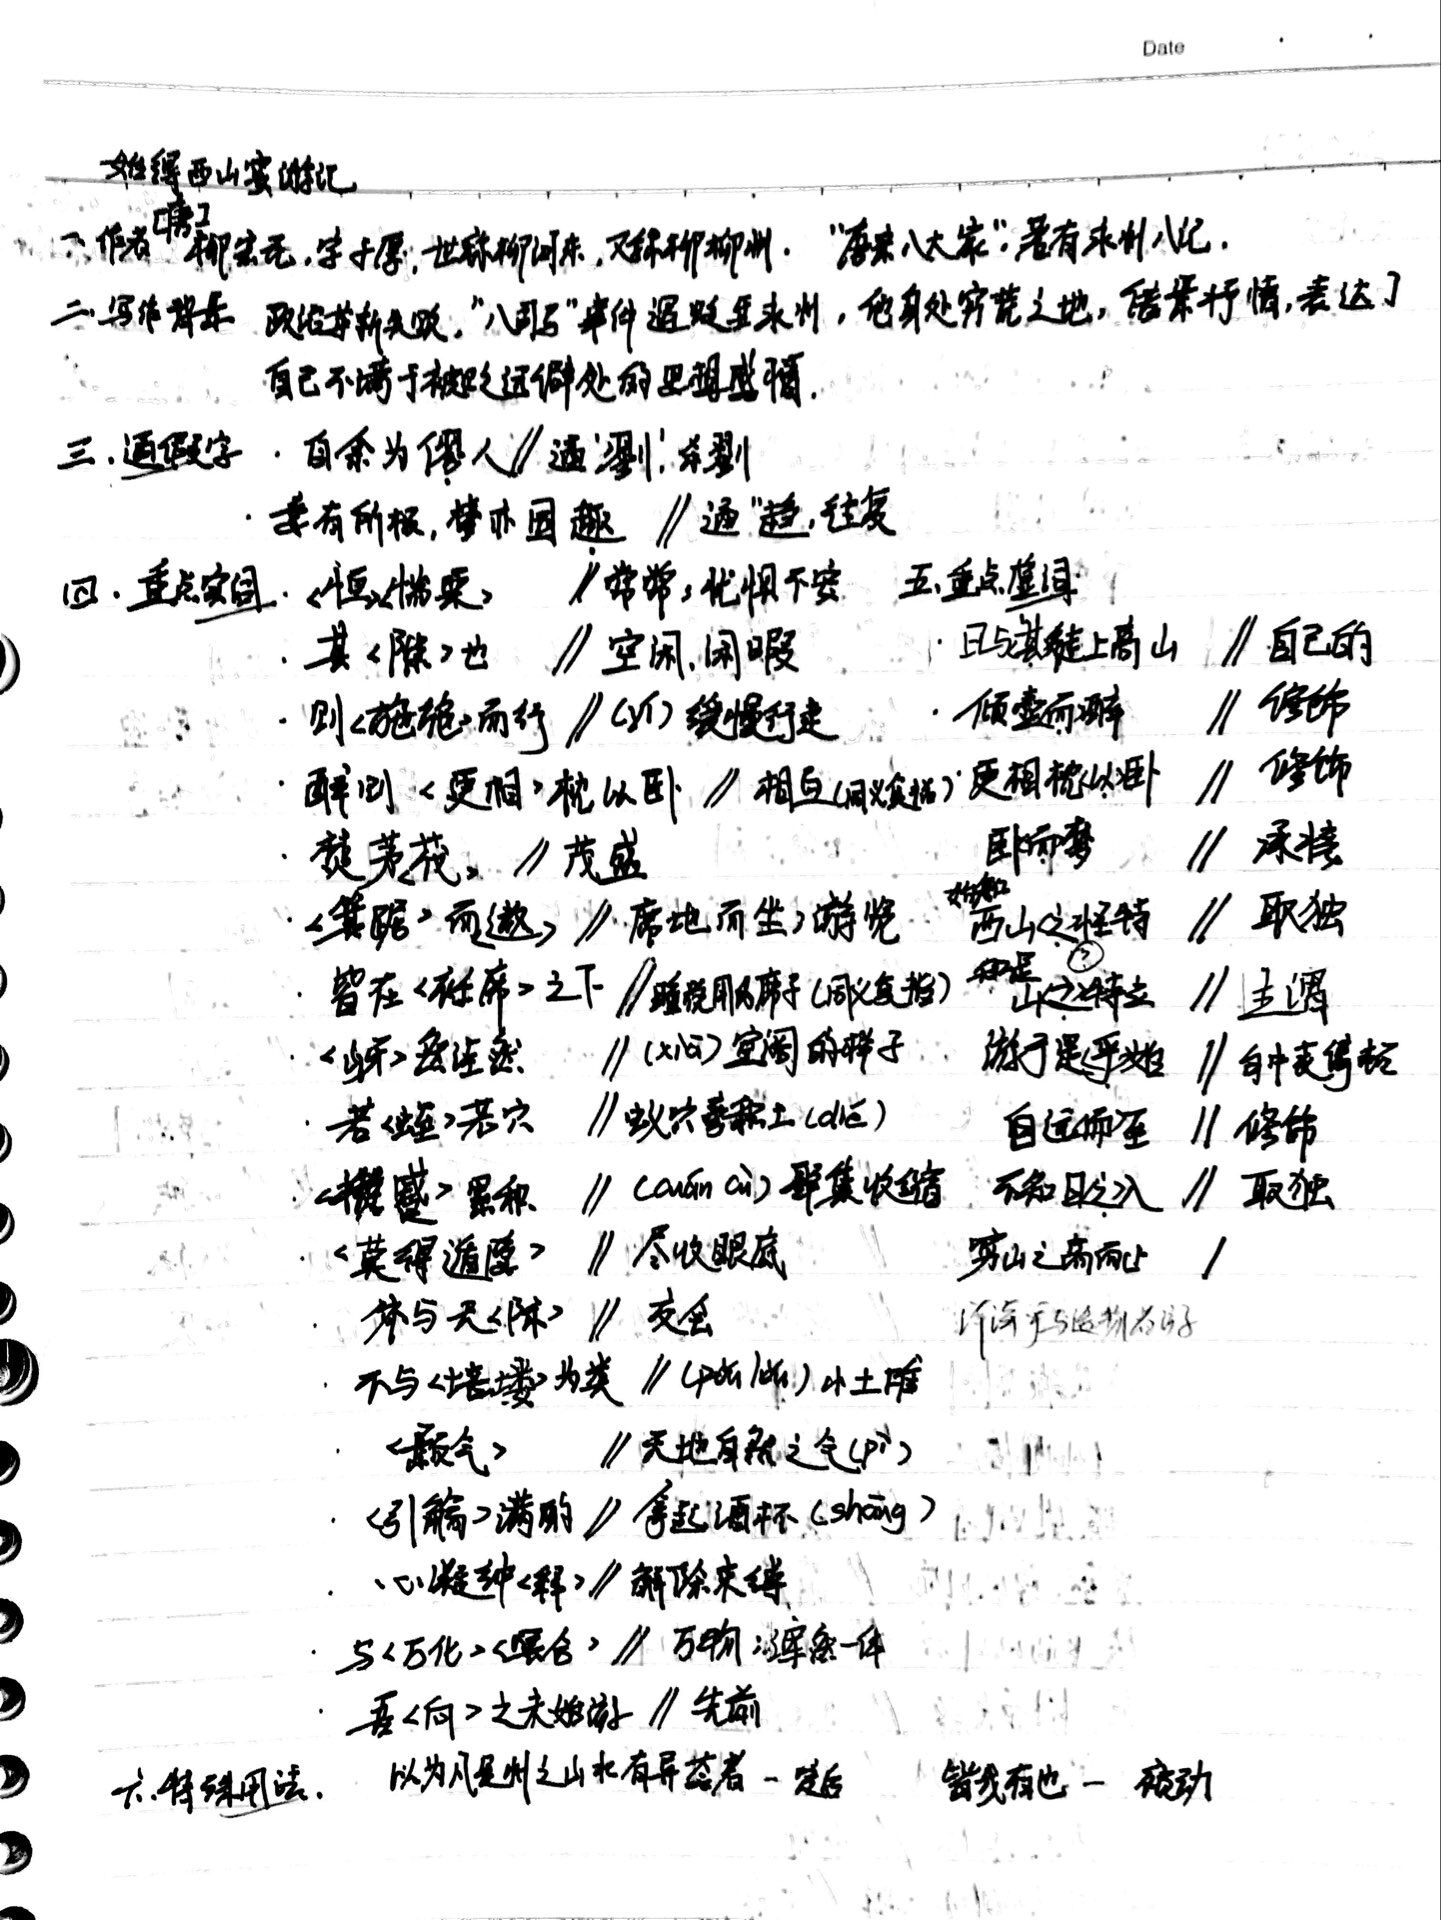 Date
始得西山宴游记
[唐]
一、作者 柳宗元，字子厚，世称柳河东，又称柳柳州．"唐宋八大家"．著有永州八记．
二．写作背景 政治革新失败，"八司马"事件 逼贬至永州，他身处穷荒之地，借景抒情，表达了
自己不满于被贬远僻处的思想感情．
三．通假字 · 自余为僇人 // 通'戮'，杀戮
· 意有所极，梦亦同趣 // 通"趋，往复
四．重点实词 · <恒><惴栗> // 常常；忧惧不安 五．重点虚词
· 其<隙>也 // 空闲，闲暇 · 日与其徒上高山 // 自己的
· 则<施施>而行 // (yí) 缓慢行走 · 倾壶而醉 // 修饰
· 醉则<更相>枕以卧 // 相互(同义复指) · 更相枕以卧 // 修饰
· 焚茅<茷> // 茂盛 卧而梦 // 承接
· <箕踞>而<遨> // 席地而坐；游览 始知西山之怪特 // 取独
· 皆在<衽席>之下 // 睡觉用的席子(同义复指) 知是山之特立 // 主谓
?
· <岈>然洼然 // (xiā) 空阔的样子 游于是乎始 // 句中表停顿
· 若<垤>若穴 // 蚁穴旁积土(dié) 自远而至 // 修饰
· <攒蹙>累积 // (cuán cù) 聚集收缩 不知日之入 // 取独
· <莫得遁隐> // 尽收眼底 穷山之高而止 /
· 外与天<际> // 交会 洋洋乎与造物者游
· 不与<培塿>为类 // (pǒu lǒu) 小土堆
· <颢气> // 天地自然之气
· <引觞>满酌 // 拿起酒杯 (shāng)
· 心凝神<释> // 解除束缚
· 与<万化><冥合> // 万物；浑然一体
· 吾<向>之未始游 // 先前
六．特殊用法． 以为凡是州之山水有异态者 — 定后 皆我有也 — 被动